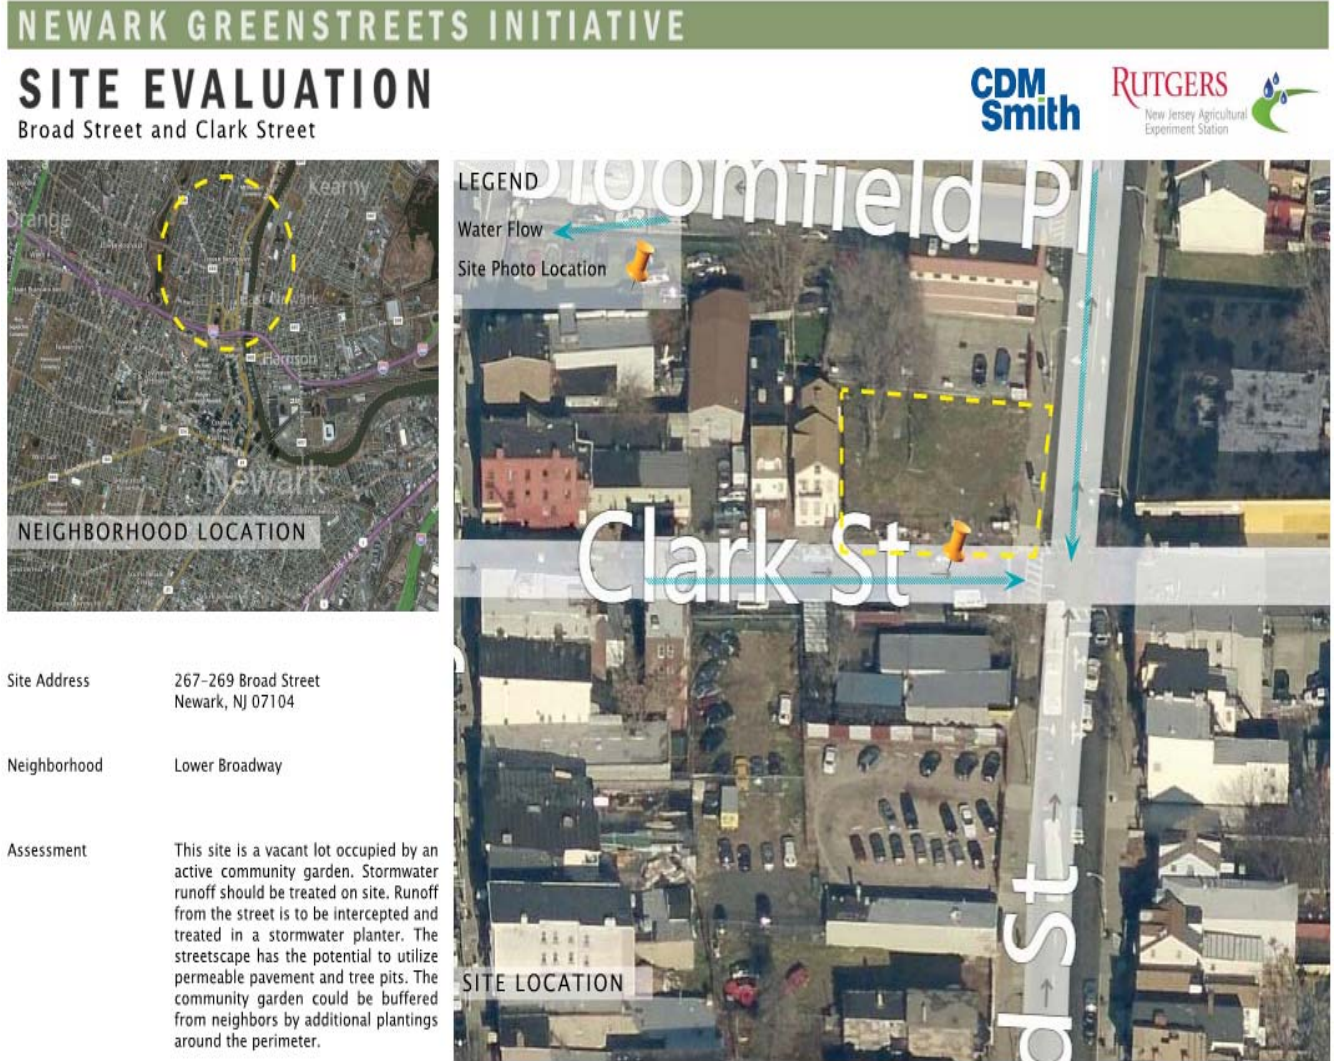 NEWARK GREENSTREETS INITIATIVE
SITE EVALUATION
Broad Street and Clark Street
CDM
Smith
RUTGERS
New Jersey Agricultural
Experiment Station
Orange
Kearny
East Newark
Harrison
Newark
NEIGHBORHOOD LOCATION
LEGEND
Water Flow
Site Photo Location
Bloomfield Pl
Clark St
d St
SITE LOCATION
Site Address
267-269 Broad Street
Newark, NJ 07104
Neighborhood
Lower Broadway
Assessment
This site is a vacant lot occupied by an
active community garden. Stormwater
runoff should be treated on site. Runoff
from the street is to be intercepted and
treated in a stormwater planter. The
streetscape has the potential to utilize
permeable pavement and tree pits. The
community garden could be buffered
from neighbors by additional plantings
around the perimeter.